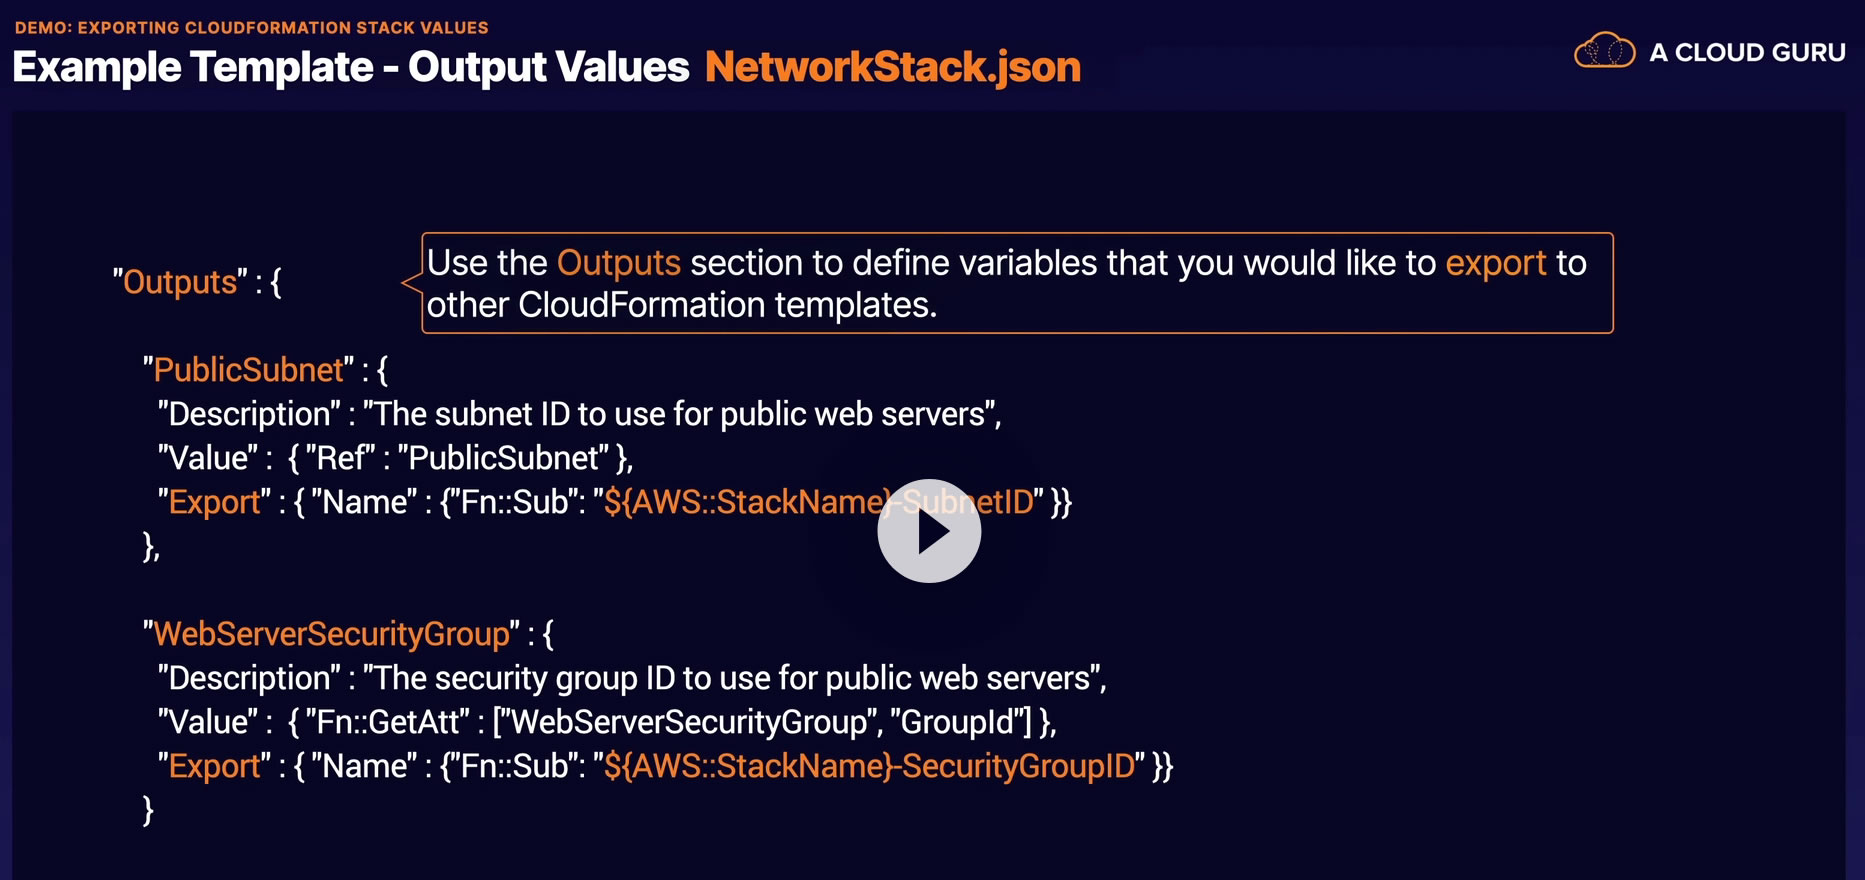 DEMO: EXPORTING CLOUDFORMATION STACK VALUES
Example Template - Output Values NetworkStack.json
A CLOUD GURU
"Outputs" : {
Use the Outputs section to define variables that you would like to export to
other CloudFormation templates.
"PublicSubnet" : {
"Description" : "The subnet ID to use for public web servers",
"Value" : { "Ref" : "PublicSubnet" },
"Export" : { "Name" : {"Fn::Sub": "${AWS::StackName}-SubnetID" }}
},
"WebServerSecurityGroup" : {
"Description" : "The security group ID to use for public web servers",
"Value" : { "Fn::GetAtt" : ["WebServerSecurityGroup", "GroupId"] },
"Export" : { "Name" : {"Fn::Sub": "${AWS::StackName}-SecurityGroupID" }}
}